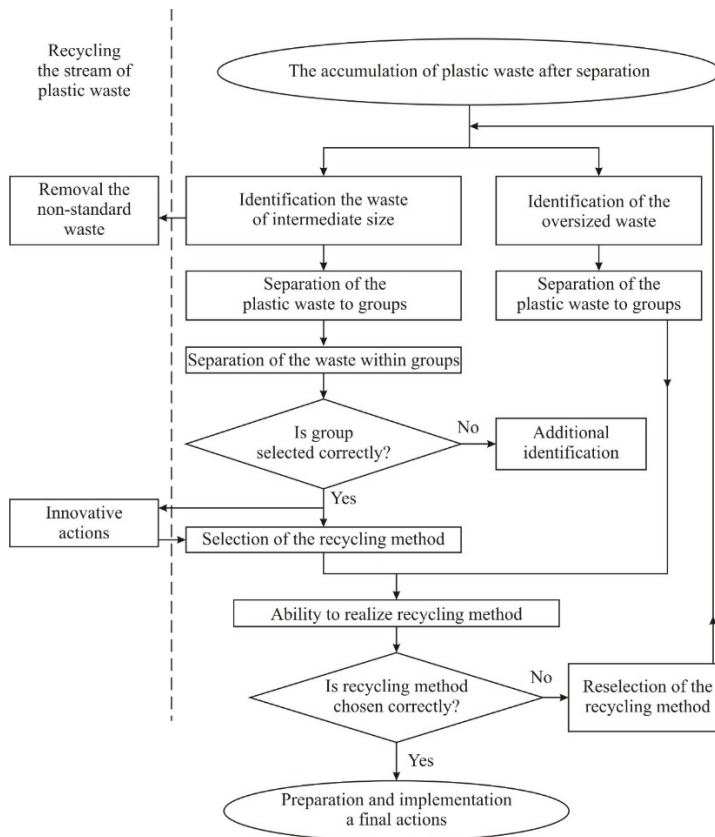 Recycling
the stream of
plastic waste
The accumulation of plastic waste after separation
Removal the
non-standard
waste
Identification the waste
of intermediate size
Identification of the
oversized waste
Separation of the
plastic waste to groups
Separation of the
plastic waste to groups
Separation of the waste within groups
Is group
selected correctly?
No
Additional
identification
Yes
Innovative
actions
Selection of the recycling method
Ability to realize recycling method
Is recycling method
chosen correctly?
No
Reselection of the
recycling method
Yes
Preparation and implementation
a final actions